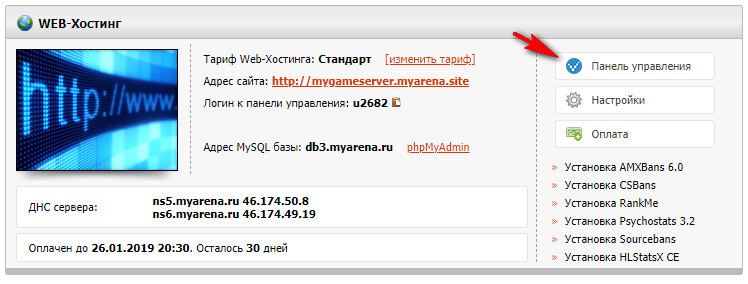 WEB-Хостинг
http://www.
Тариф Web-Хостинга: Стандарт [изменить тариф]
Адрес сайта: http://mygameserver.myarena.site
Логин к панели управления: u2682
Адрес MySQL базы: db3.myarena.ru phpMyAdmin
ДНС сервера:
ns5.myarena.ru 46.174.50.8
ns6.myarena.ru 46.174.49.19
Оплачен до 26.01.2019 20:30. Осталось 30 дней
Панель управления
Настройки
Оплата
» Установка AMXBans 6.0
» Установка CSBans
» Установка RankMe
» Установка Psychostats 3.2
» Установка Sourcebans
» Установка HLStatsX CE